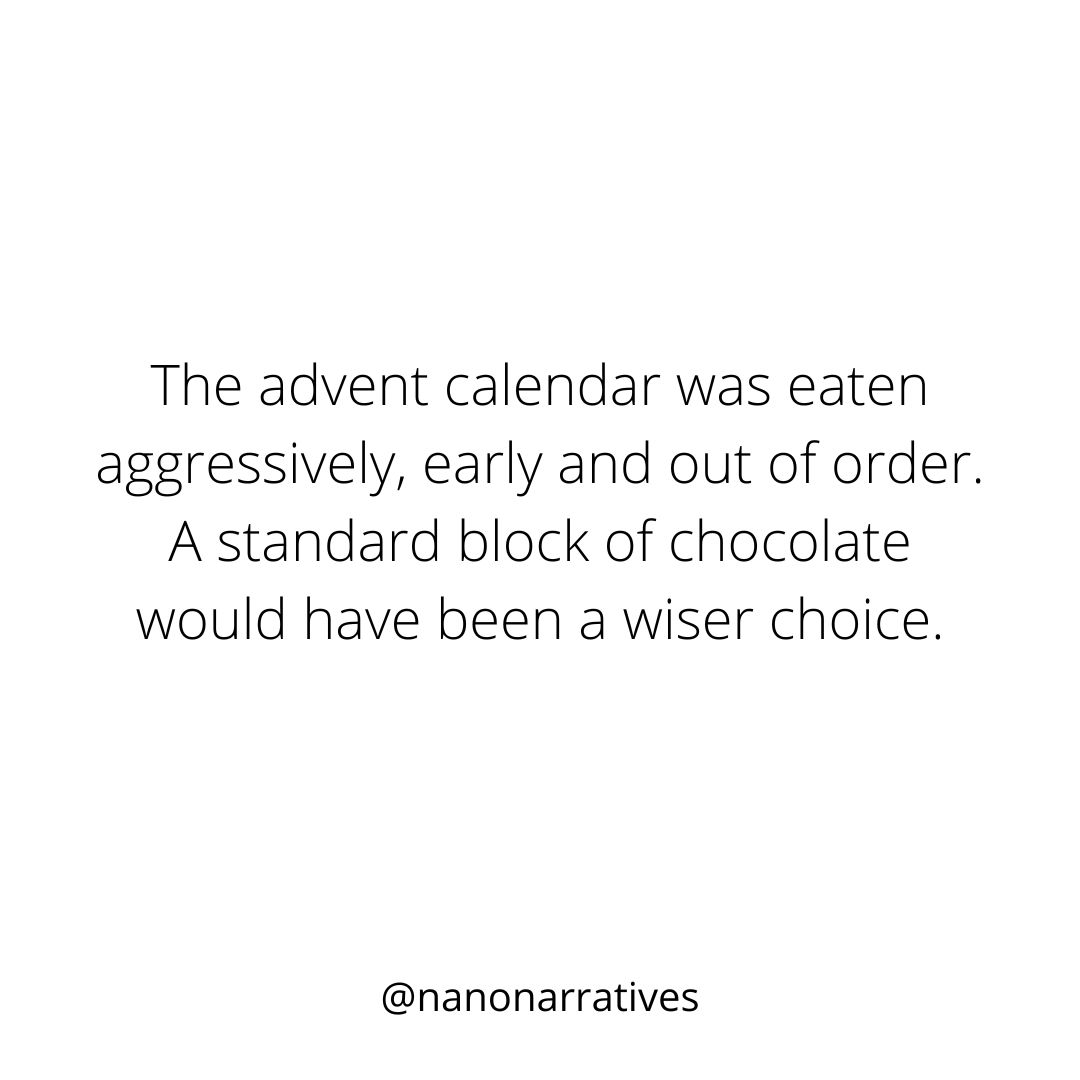 The advent calendar was eaten
aggressively, early and out of order.
A standard block of chocolate
would have been a wiser choice.
@nanonarratives